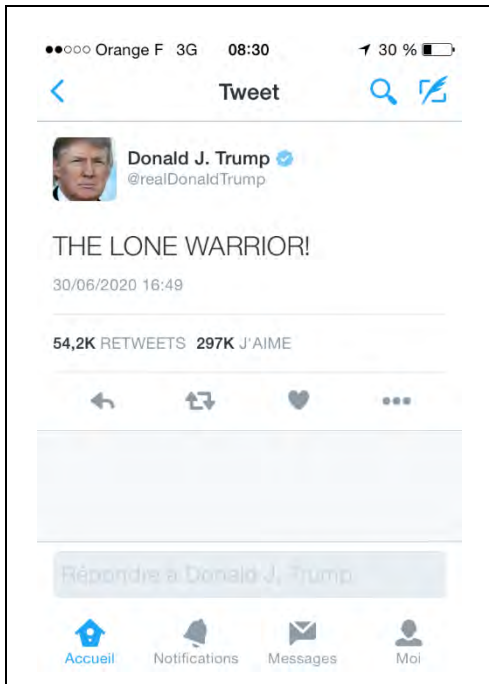 Orange F 3G 08:30 30 %
Tweet
Donald J. Trump
@realDonaldTrump
THE LONE WARRIOR!
30/06/2020 16:49
54,2K RETWEETS 297K J'AIME
Répondre à Donald J. Trump
Accueil Notifications Messages Moi